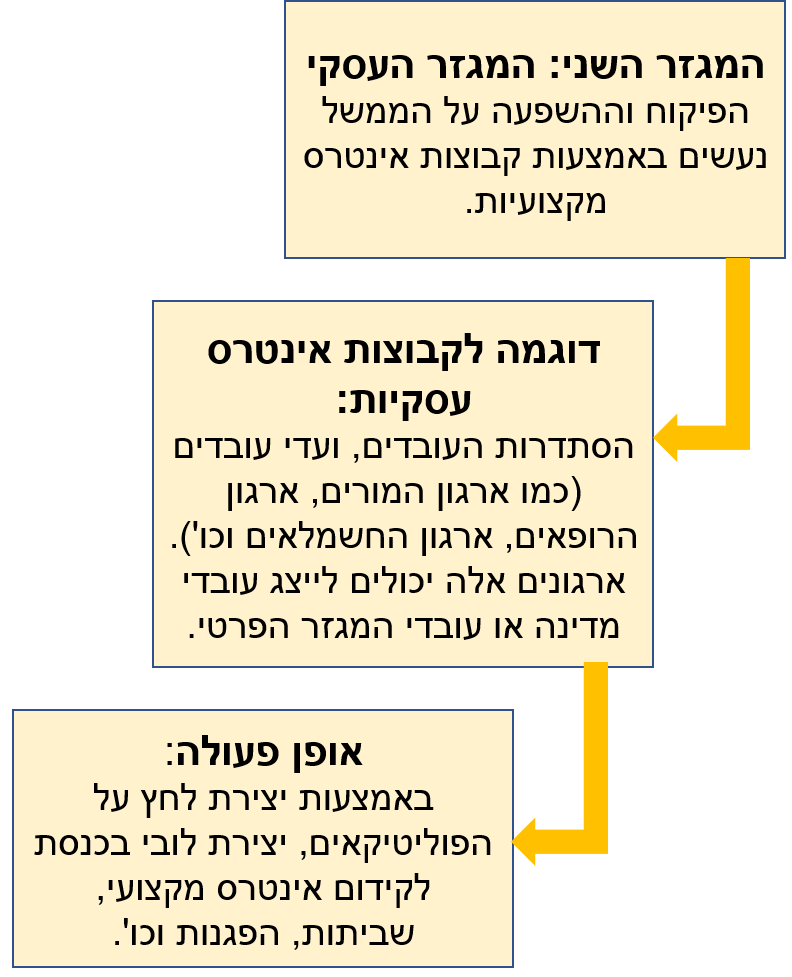 המגזר השני: המגזר העסקי
הפיקוח וההשפעה על הממשל
נעשים באמצעות קבוצות אינטרס
מקצועיות.
דוגמה לקבוצות אינטרס
עסקיות:
הסתדרות העובדים, ועדי עובדים
(כמו ארגון המורים, ארגון
הרופאים, ארגון החשמלאים וכו').
ארגונים אלה יכולים לייצג עובדי
מדינה או עובדי המגזר הפרטי.
אופן פעולה:
באמצעות יצירת לחץ על
הפוליטיקאים, יצירת לובי בכנסת
לקידום אינטרס מקצועי,
שביתות, הפגנות וכו'.